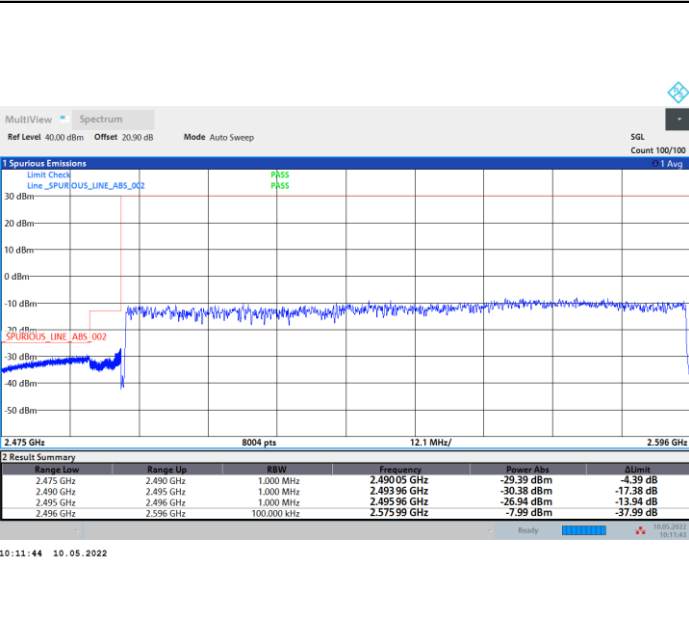 MultiView Spectrum
Ref Level 40.00 dBm Offset 20.90 dB Mode Auto Sweep SGL
Count 100/100
1 Spurious Emissions 1 Avg
Limit Check PASS
Line _SPURIOUS_LINE_ABS_002 PASS
30 dBm
20 dBm
10 dBm
0 dBm
-10 dBm
-20 dBm
SPURIOUS_LINE_ABS_002
-30 dBm
-40 dBm
-50 dBm
2.475 GHz 8004 pts 12.1 MHz/ 2.596 GHz
2 Result Summary
Range Low Range Up RBW Frequency Power Abs ΔLimit
2.475 GHz 2.490 GHz 1.000 MHz 2.49005 GHz -29.39 dBm -4.39 dB
2.490 GHz 2.495 GHz 1.000 MHz 2.49396 GHz -30.38 dBm -17.38 dB
2.495 GHz 2.496 GHz 1.000 MHz 2.49596 GHz -26.94 dBm -13.94 dB
2.496 GHz 2.596 GHz 100.000 kHz 2.57599 GHz -7.99 dBm -37.99 dB
Ready 10.05.2022
10:11:43
10:11:44 10.05.2022